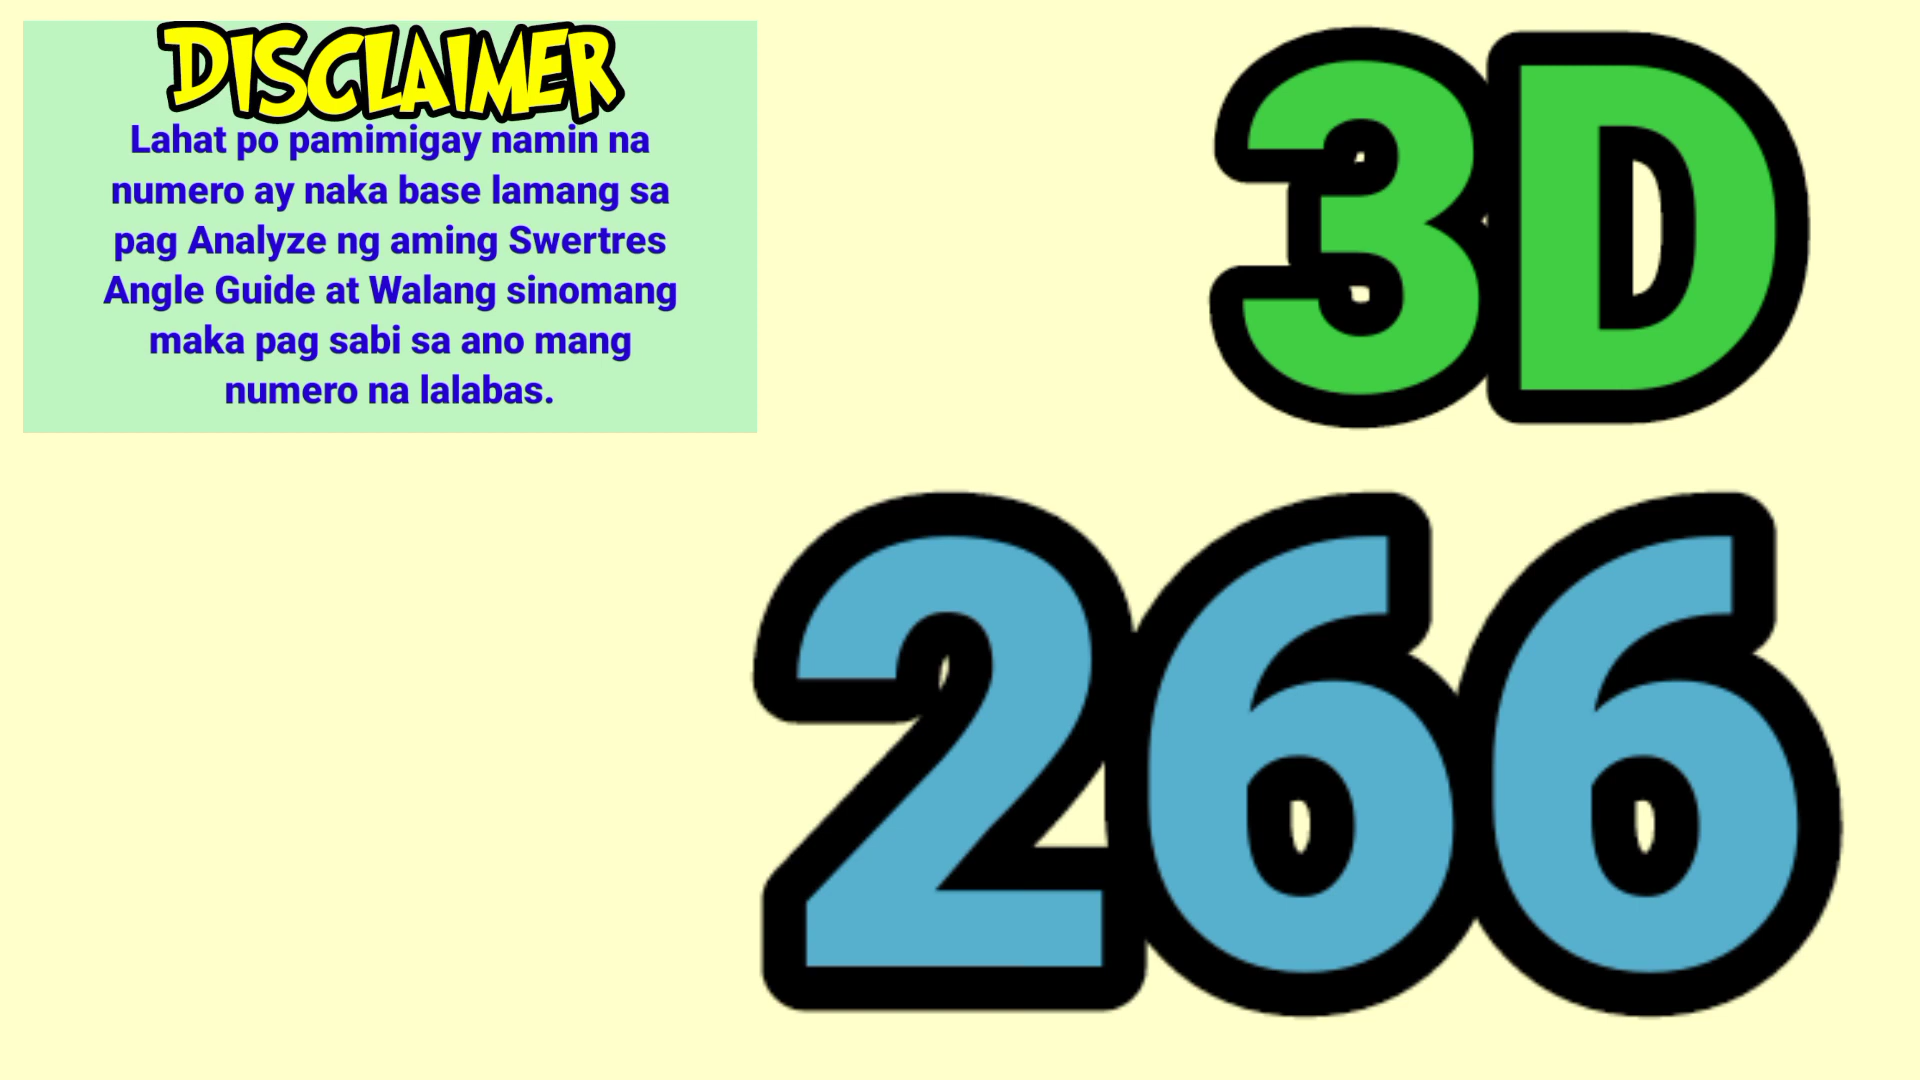 DISCLAIMER
Lahat po pamimigay namin na
numero ay naka base lamang sa
pag Analyze ng aming Swertres
Angle Guide at Walang sinomang
maka pag sabi sa ano mang
numero na lalabas.
3D
266